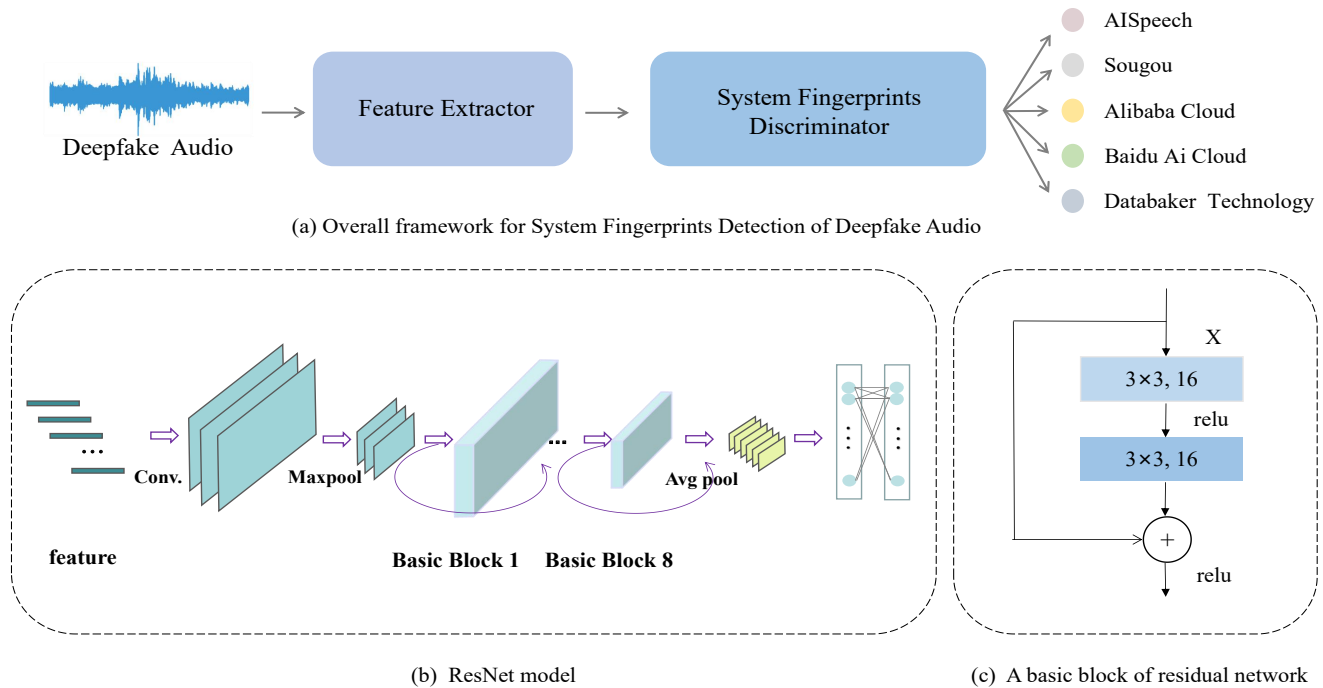 Deepfake Audio
Feature Extractor
System Fingerprints
Discriminator
AISpeech
Sougou
Alibaba Cloud
Baidu Ai Cloud
Databaker Technology
(a) Overall framework for System Fingerprints Detection of Deepfake Audio
...
Conv.
Maxpool
...
Avg pool
feature
Basic Block 1
Basic Block 8
(b) ResNet model
X
3×3, 16
relu
3×3, 16
+
relu
(c) A basic block of residual network